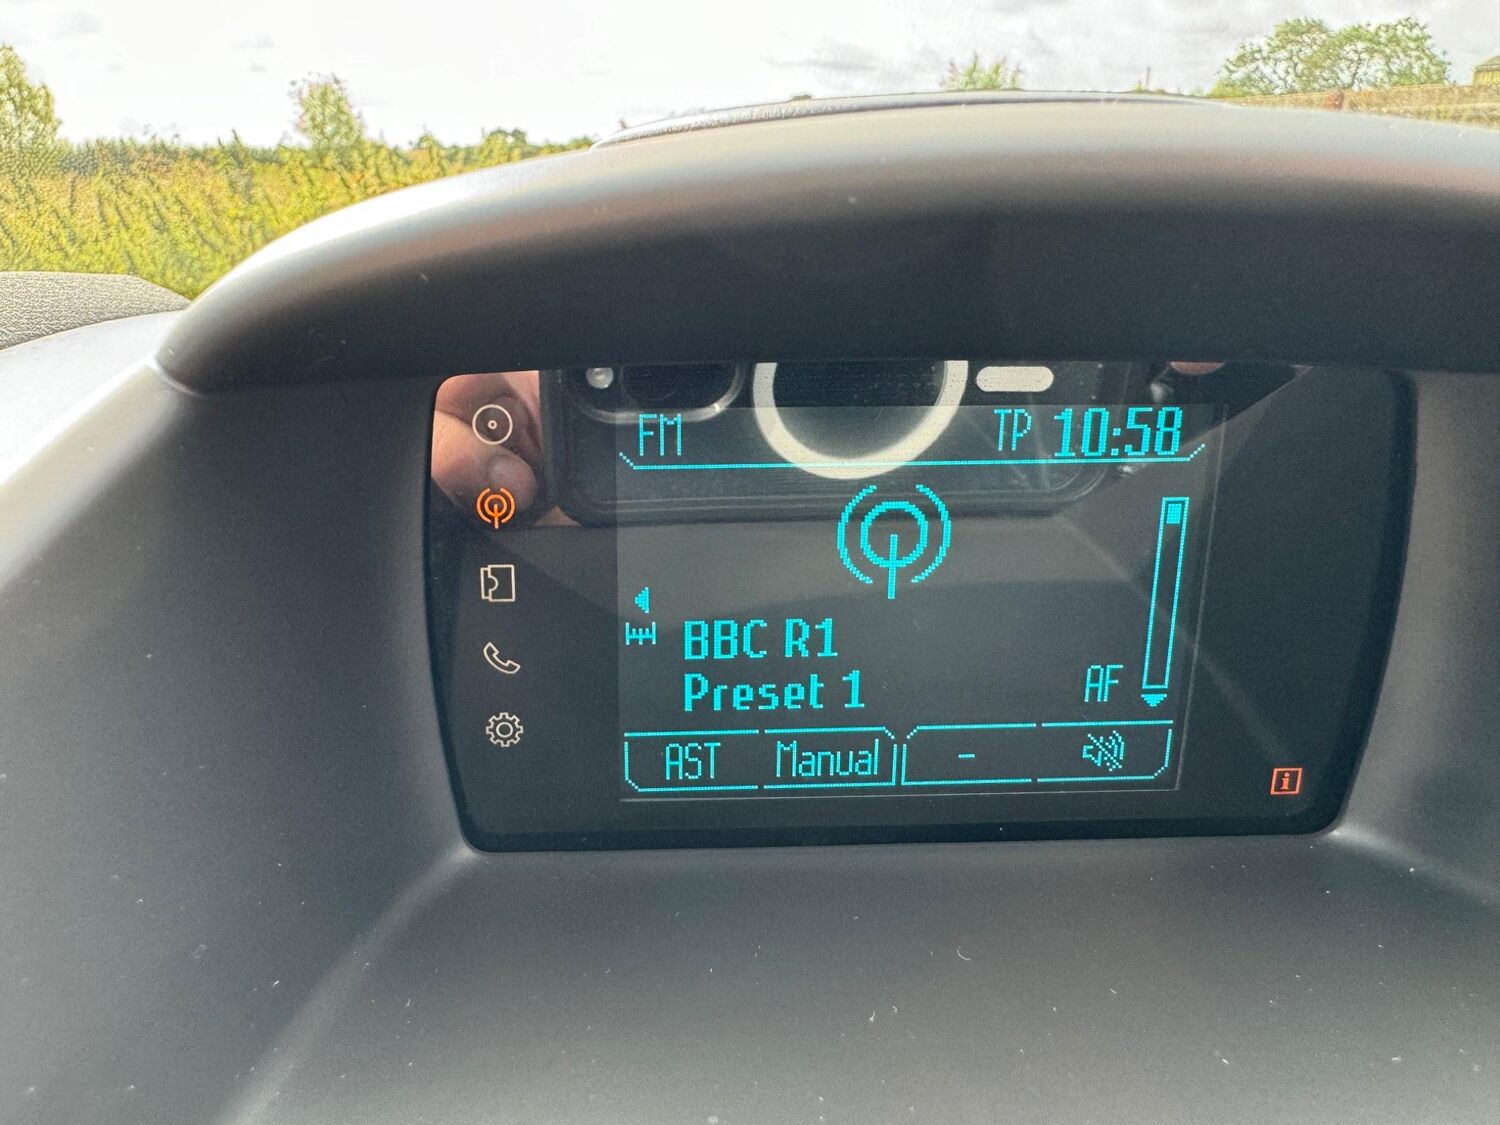 FM TP 10:58
BBC R1
Preset 1
AF
AST Manual -
i